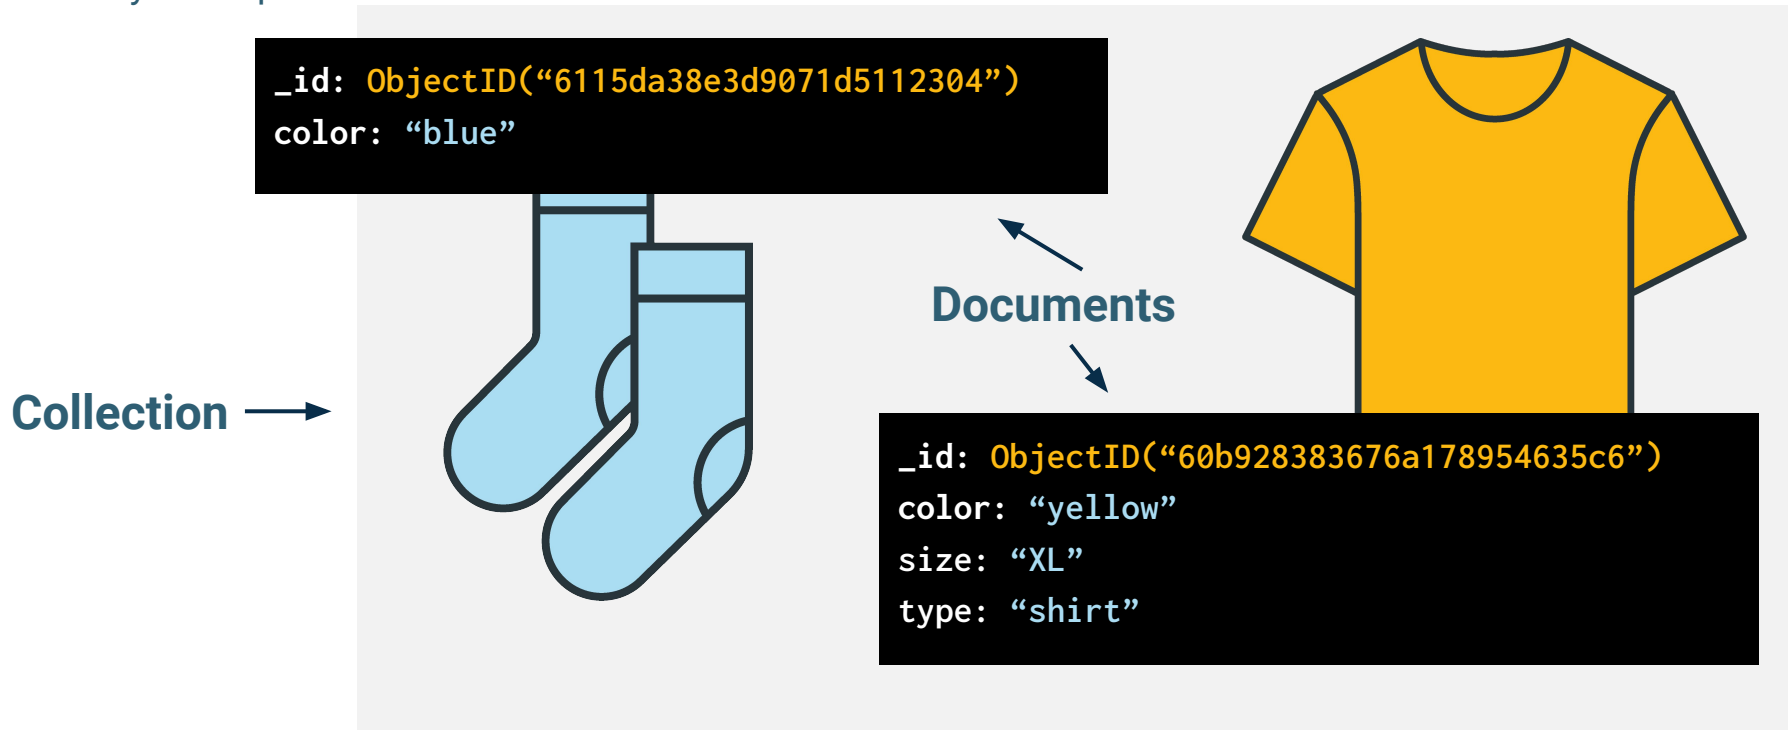 _id: ObjectID(“6115da38e3d9071d5112304”)
color: “blue”
Documents
Collection
_id: ObjectID(“60b928383676a178954635c6”)
color: “yellow”
size: “XL”
type: “shirt”